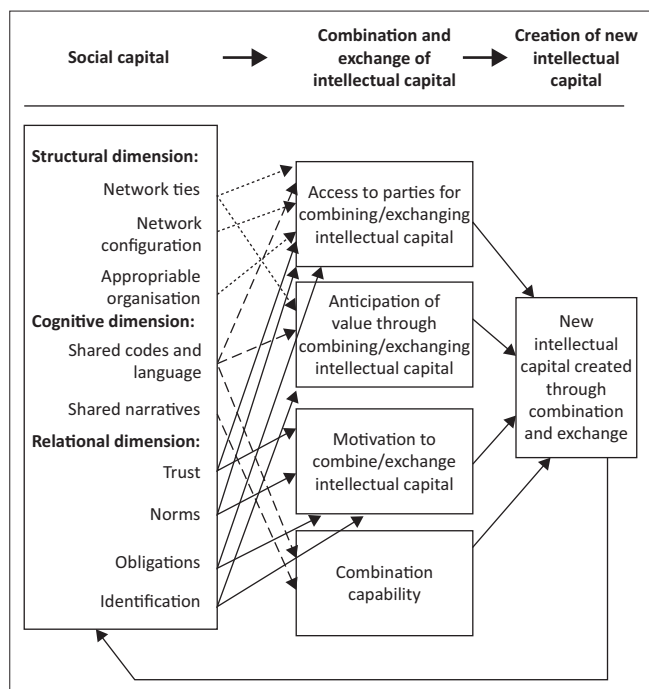 Social capital
Combination and
exchange of
intellectual capital
Creation of new
intellectual
capital
Structural dimension:
Network ties
Network
configuration
Appropriable
organisation
Cognitive dimension:
Shared codes and
language
Shared narratives
Relational dimension:
Trust
Norms
Obligations
Identification
Access to parties for
combining/exchanging
intellectual capital
Anticipation of
value through
combining/exchanging
intellectual capital
Motivation to
combine/exchange
intellectual capital
Combination
capability
New
intellectual
capital created
through
combination
and exchange